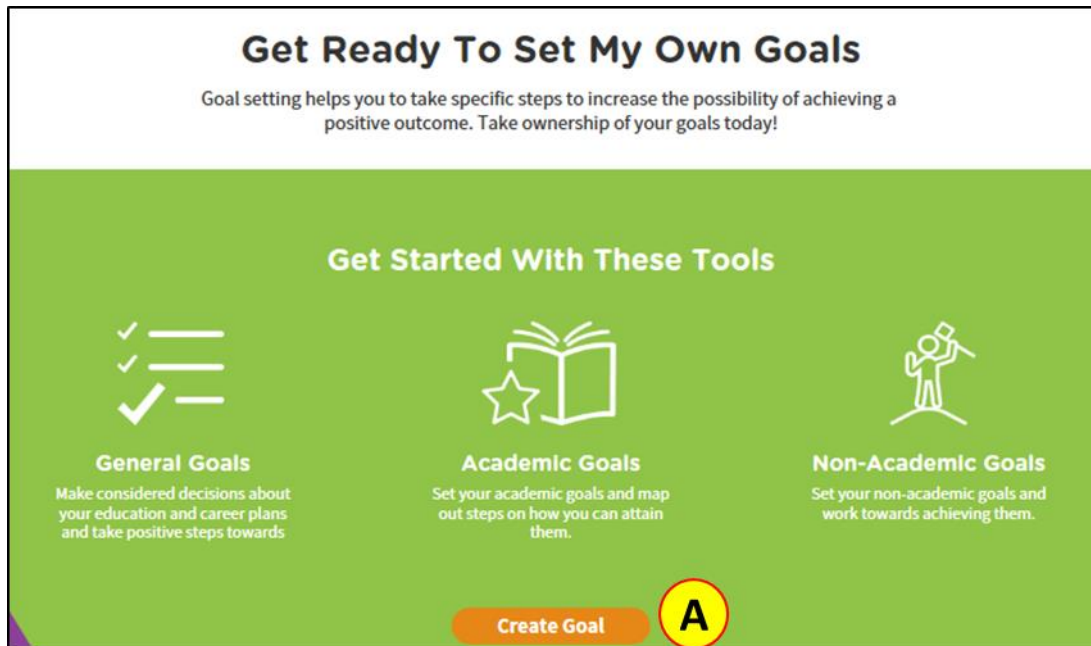 Get Ready To Set My Own Goals
Goal setting helps you to take specific steps to increase the possibility of achieving a
positive outcome. Take ownership of your goals today!
Get Started With These Tools
General Goals
Make considered decisions about
your education and career plans
and take positive steps towards
Academic Goals
Set your academic goals and map
out steps on how you can attain
them.
Non-Academic Goals
Set your non-academic goals and
work towards achieving them.
Create Goal
A